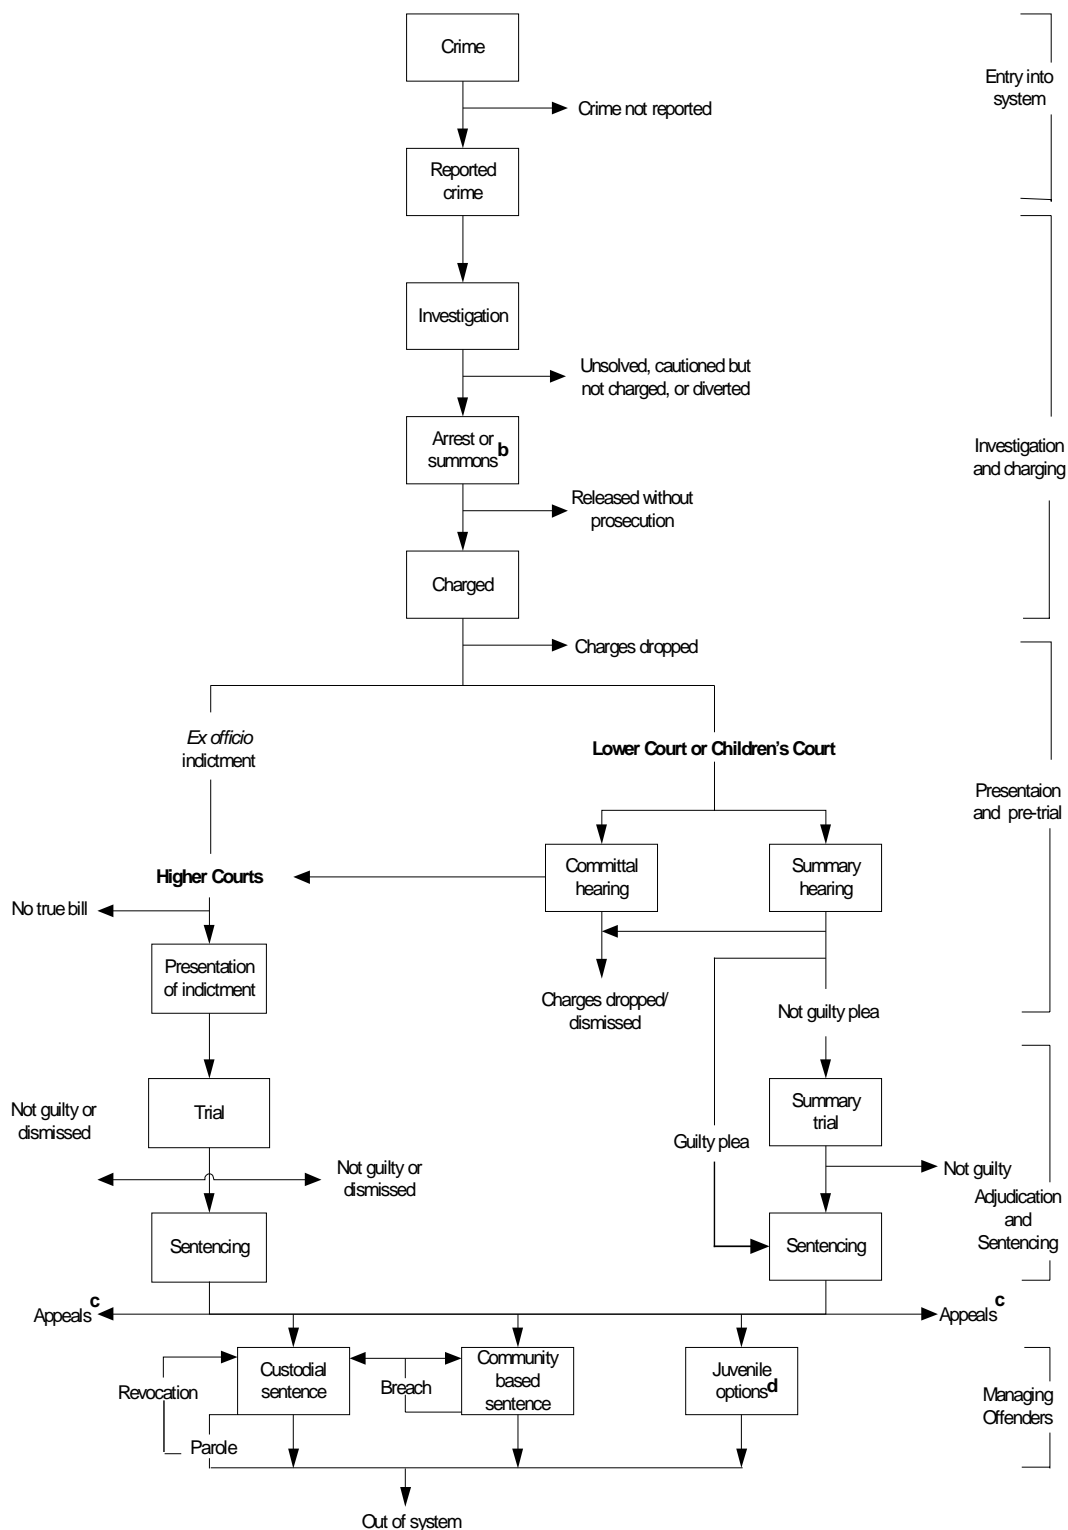 Crime
Entry into
system
Crime not reported
Reported
crime
Investigation
Unsolved, cautioned but
not charged, or diverted
Arrest or
summons b
Investigation
and charging
Released without
prosecution
Charged
Charges dropped
Ex officio
indictment
Lower Court or Children's Court
Presentaion
and pre-trial
Higher Courts
Committal
hearing
Summary
hearing
No true bill
Presentation
of indictment
Charges dropped/
dismissed
Not guilty plea
Not guilty or
dismissed
Trial
Summary
trial
Guilty plea
Not guilty or
dismissed
Not guilty
Adjudication
and
Sentencing
Sentencing
Sentencing
Appeals c
Appeals c
Revocation
Custodial
sentence
Breach
Community
based
sentence
Juvenile
options d
Managing
Offenders
Parole
Out of system